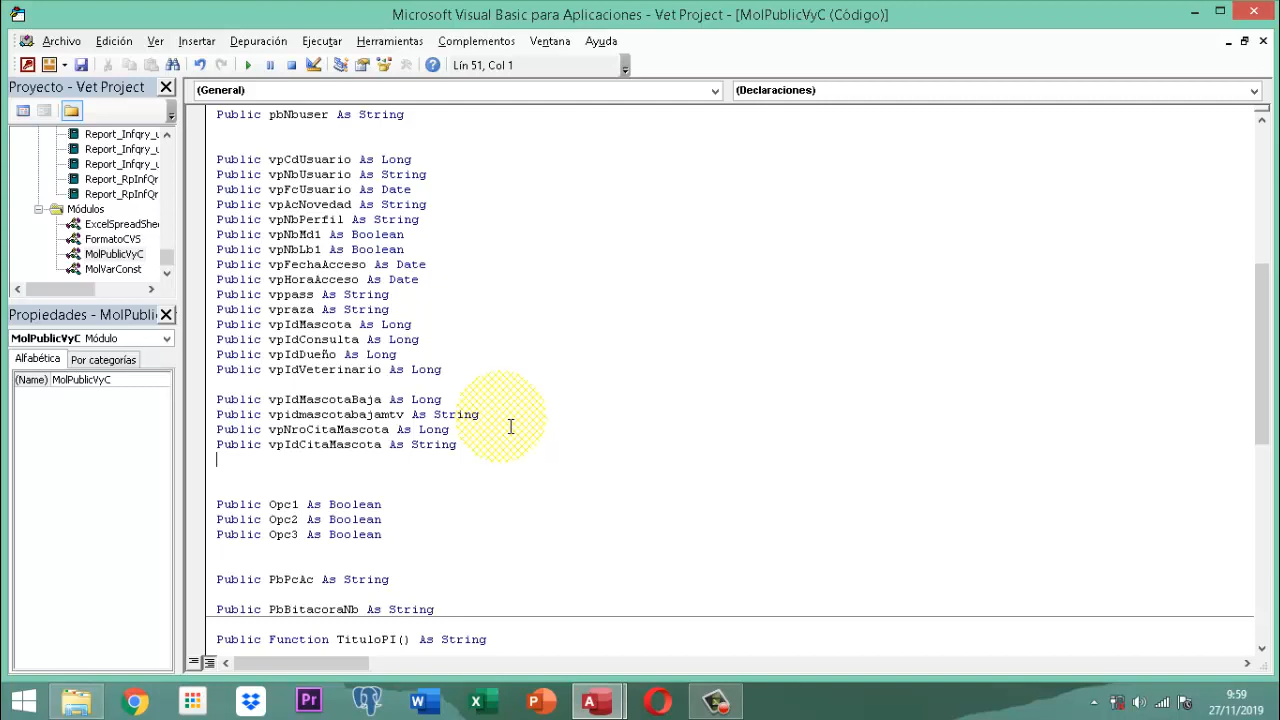 Microsoft Visual Basic para Aplicaciones - Vet Project - [MolPublicVyC (Código)]
Archivo Edición Ver Insertar Depuración Ejecutar Herramientas Complementos Ventana Ayuda
Lín 51, Col 1
Proyecto - Vet Project
Report_Infqry_u
Report_Infqry_u
Report_Infqry_u
Report_RpInfQr
Report_RpInfQr
Módulos
ExcelSpreadShe
FormatoCVS
MolPublicVyC
MolVarConst
Propiedades - MolPubli
MolPublicVyC Módulo
Alfabética Por categorías
(Name) MolPublicVyC
(General) (Declaraciones)
Public pbNbuser As String
Public vpCdUsuario As Long
Public vpNbUsuario As String
Public vpFcUsuario As Date
Public vpAcNovedad As String
Public vpNbPerfil As String
Public vpNbMd1 As Boolean
Public vpNbLb1 As Boolean
Public vpFechaAcceso As Date
Public vpHoraAcceso As Date
Public vppass As String
Public vpraza As String
Public vpIdMascota As Long
Public vpIdConsulta As Long
Public vpIdDueño As Long
Public vpIdVeterinario As Long
Public vpIdMascotaBaja As Long
Public vpidmascotabajamtv As String
Public vpNroCitaMascota As Long
Public vpIdCitaMascota As String
Public Opc1 As Boolean
Public Opc2 As Boolean
Public Opc3 As Boolean
Public PbPcAc As String
Public PbBitacoraNb As String
Public Function TituloPI() As String
Pr
9:59
27/11/2019